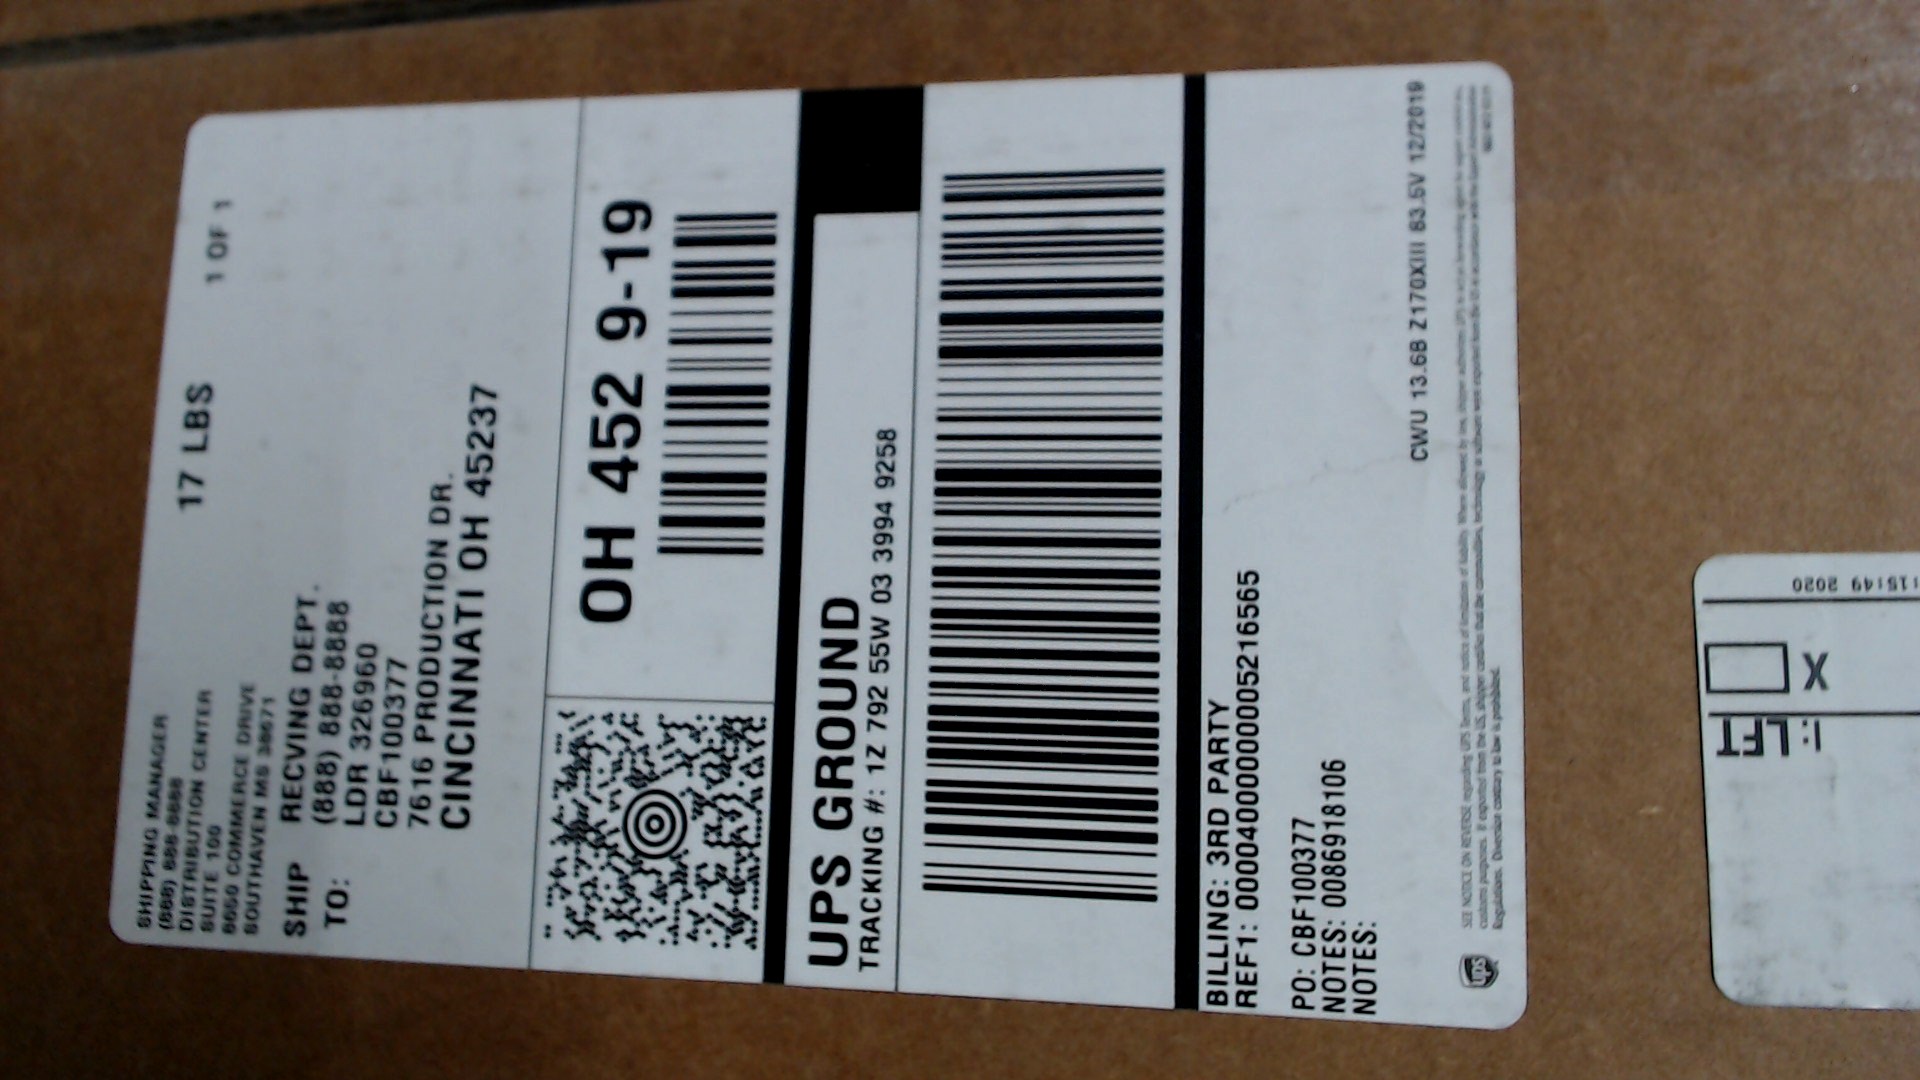 SHIPPING MANAGER
(888) 888-8888
DISTRIBUTION CENTER
SUITE 100
8650 COMMERCE DRIVE
SOUTHAVEN MS 38671
17 LBS
1 OF 1
SHIP TO:
RECVING DEPT.
(888) 888-8888
LDR 326960
CBF100377
7616 PRODUCTION DR.
CINCINNATI OH 45237
OH 452 9-19
UPS GROUND
TRACKING #: 1Z 792 55W 03 3994 9258
BILLING: 3RD PARTY
PO: CBF100377
NOTES: 0086918106
NOTES:
CWU 13.6B Z170XIII 83.5V 12/2019
ups
:15:49 2020
X